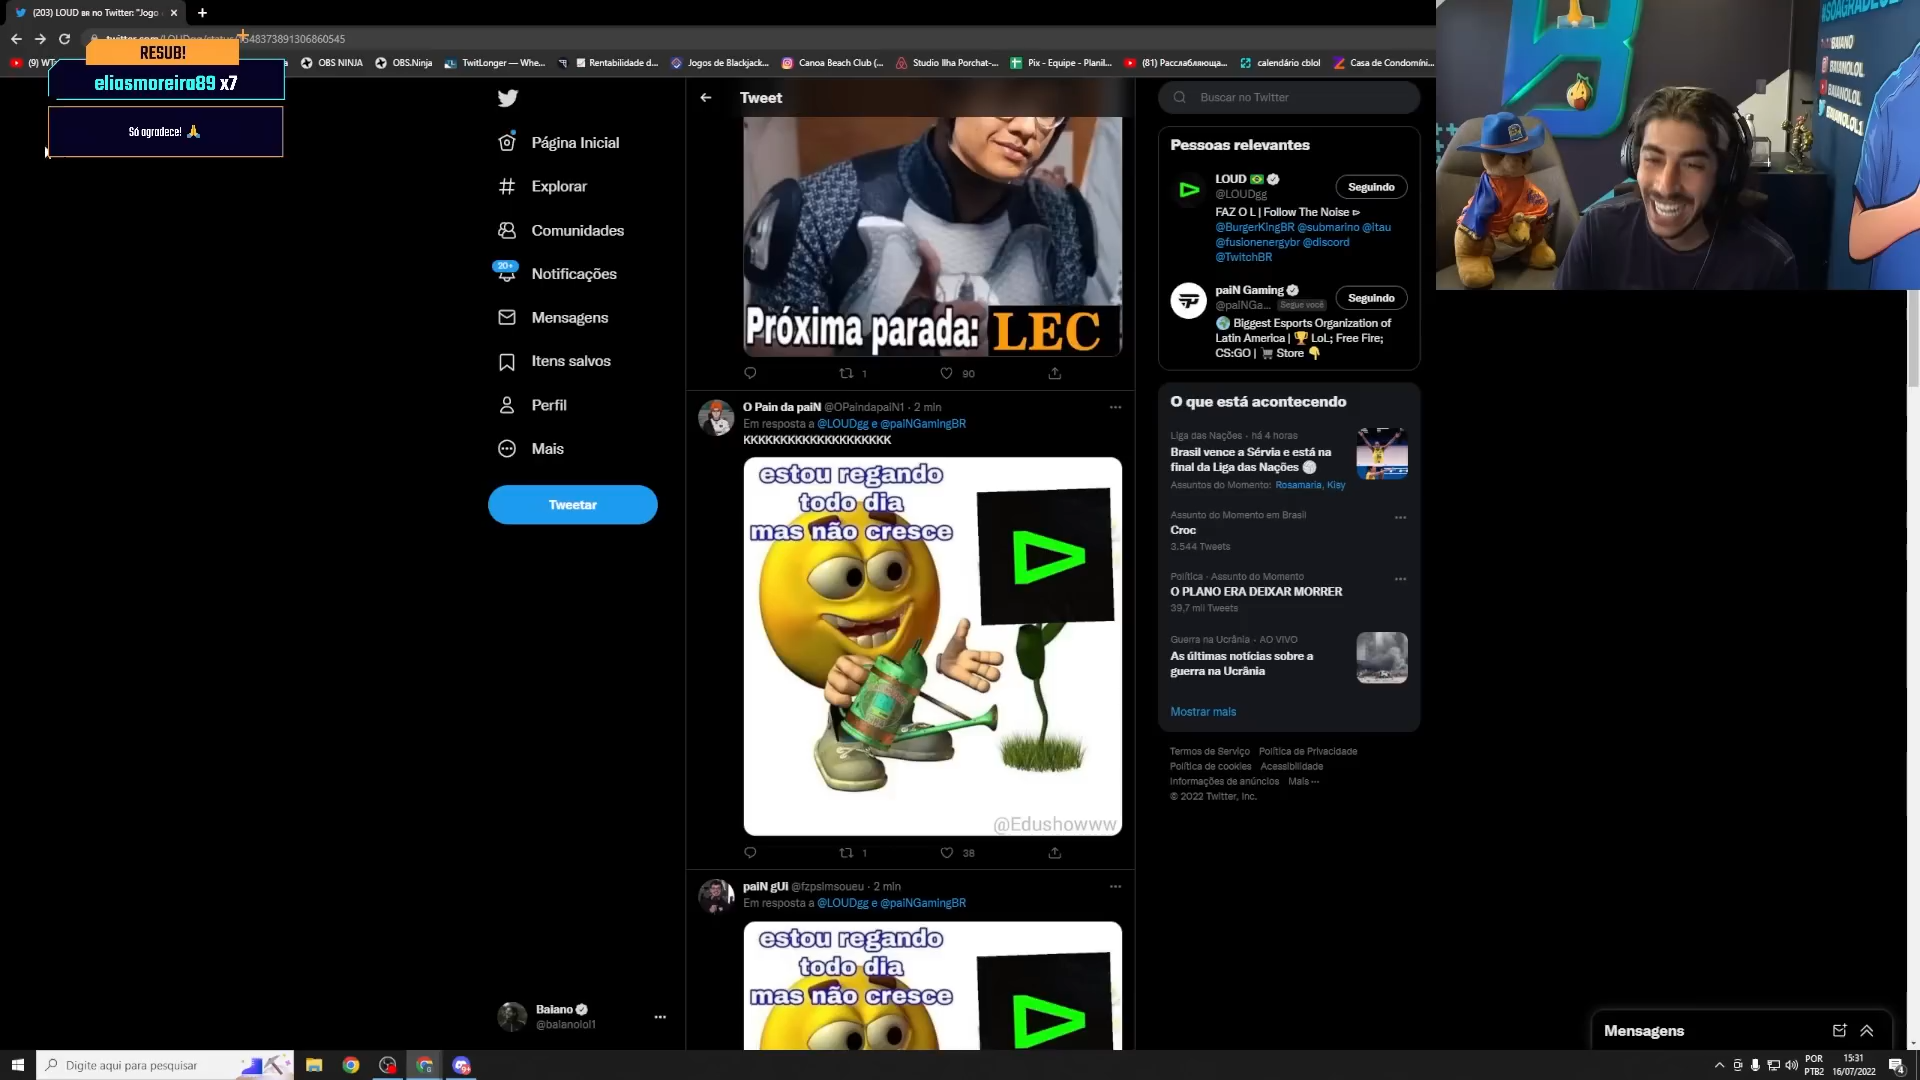 (203) LOUD BR no Twitter: "Jogo
548373891306860545
RESUB!
eliasmoreira89 x7
Só agradece! 🙏
OBS NINJA
OBS.Ninja
TwitLonger — Whe...
Rentabilidade d...
Jogos de Blackjack...
Canoa Beach Club (...
Studio Ilha Porchat-...
Pix - Equipe - Planil...
(81) Расслабляюща...
calendário cblol
Casa de Condomíni...
Página Inicial
Explorar
Comunidades
20+
Notificações
Mensagens
Itens salvos
Perfil
Mais
Tweetar
Baiano
@baianolol1
Tweet
Próxima parada: LEC
1
90
O Pain da paiN @OPaindapaiN1 · 2 min
Em resposta a @LOUDgg e @paiNGamingBR
KKKKKKKKKKKKKKKKKKKK
estou regando
todo dia
mas não cresce
@Edushowww
1
38
paiN gUi @fzpsimsoueu · 2 min
Em resposta a @LOUDgg e @paiNGamingBR
estou regando
todo dia
mas não cresce
Buscar no Twitter
Pessoas relevantes
LOUD 🇧🇷
@LOUDgg
Seguindo
FAZ O L | Follow The Noise ⊳
@BurgerKingBR @submarino @itau
@fusionenergybr @discord
@TwitchBR
paiN Gaming
@paiNGa... Segue você
Seguindo
🌎 Biggest Esports Organization of
Latin America | 🏆 LoL; Free Fire;
CS:GO | 🛒 Store 👇
O que está acontecendo
Liga das Nações · há 4 horas
Brasil vence a Sérvia e está na
final da Liga das Nações 🏐
Assuntos do Momento: Rosamaria, Kisy
Assunto do Momento em Brasil
Croc
3.544 Tweets
Política · Assunto do Momento
O PLANO ERA DEIXAR MORRER
39,7 mil Tweets
Guerra na Ucrânia · AO VIVO
As últimas notícias sobre a
guerra na Ucrânia
Mostrar mais
Termos de Serviço Política de Privacidade
Política de cookies Acessibilidade
Informações de anúncios Mais ···
© 2022 Twitter, Inc.
BAIANO
BAIANOLOL
BAIANOLOL
BAIANOLOL1
Mensagens
Digite aqui para pesquisar
POR
PTB2
15:31
16/07/2022
4